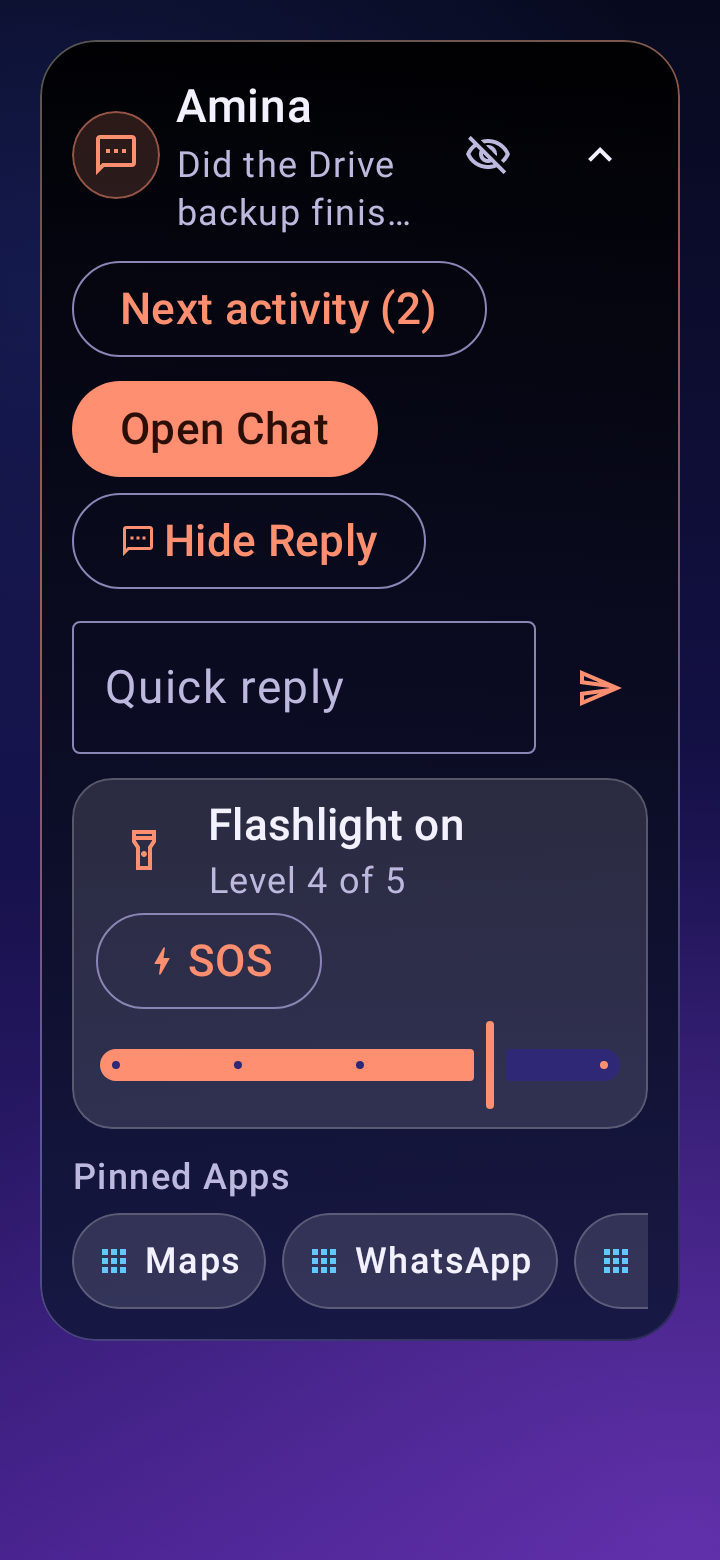 Amina
Did the Drive
backup finis…
Next activity (2)
Open Chat
Hide Reply
Quick reply
Flashlight on
Level 4 of 5
SOS
Pinned Apps
Maps
WhatsApp